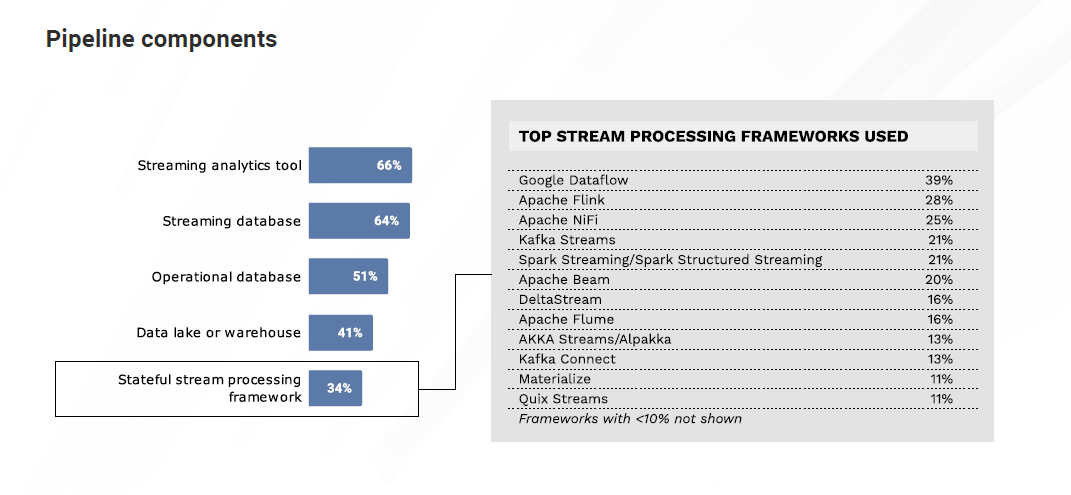 Pipeline components
Streaming analytics tool 66%
Streaming database 64%
Operational database 51%
Data lake or warehouse 41%
Stateful stream processing
framework 34%
TOP STREAM PROCESSING FRAMEWORKS USED
Google Dataflow 39%
Apache Flink 28%
Apache NiFi 25%
Kafka Streams 21%
Spark Streaming/Spark Structured Streaming 21%
Apache Beam 20%
DeltaStream 16%
Apache Flume 16%
AKKA Streams/Alpakka 13%
Kafka Connect 13%
Materialize 11%
Quix Streams 11%
Frameworks with <10% not shown